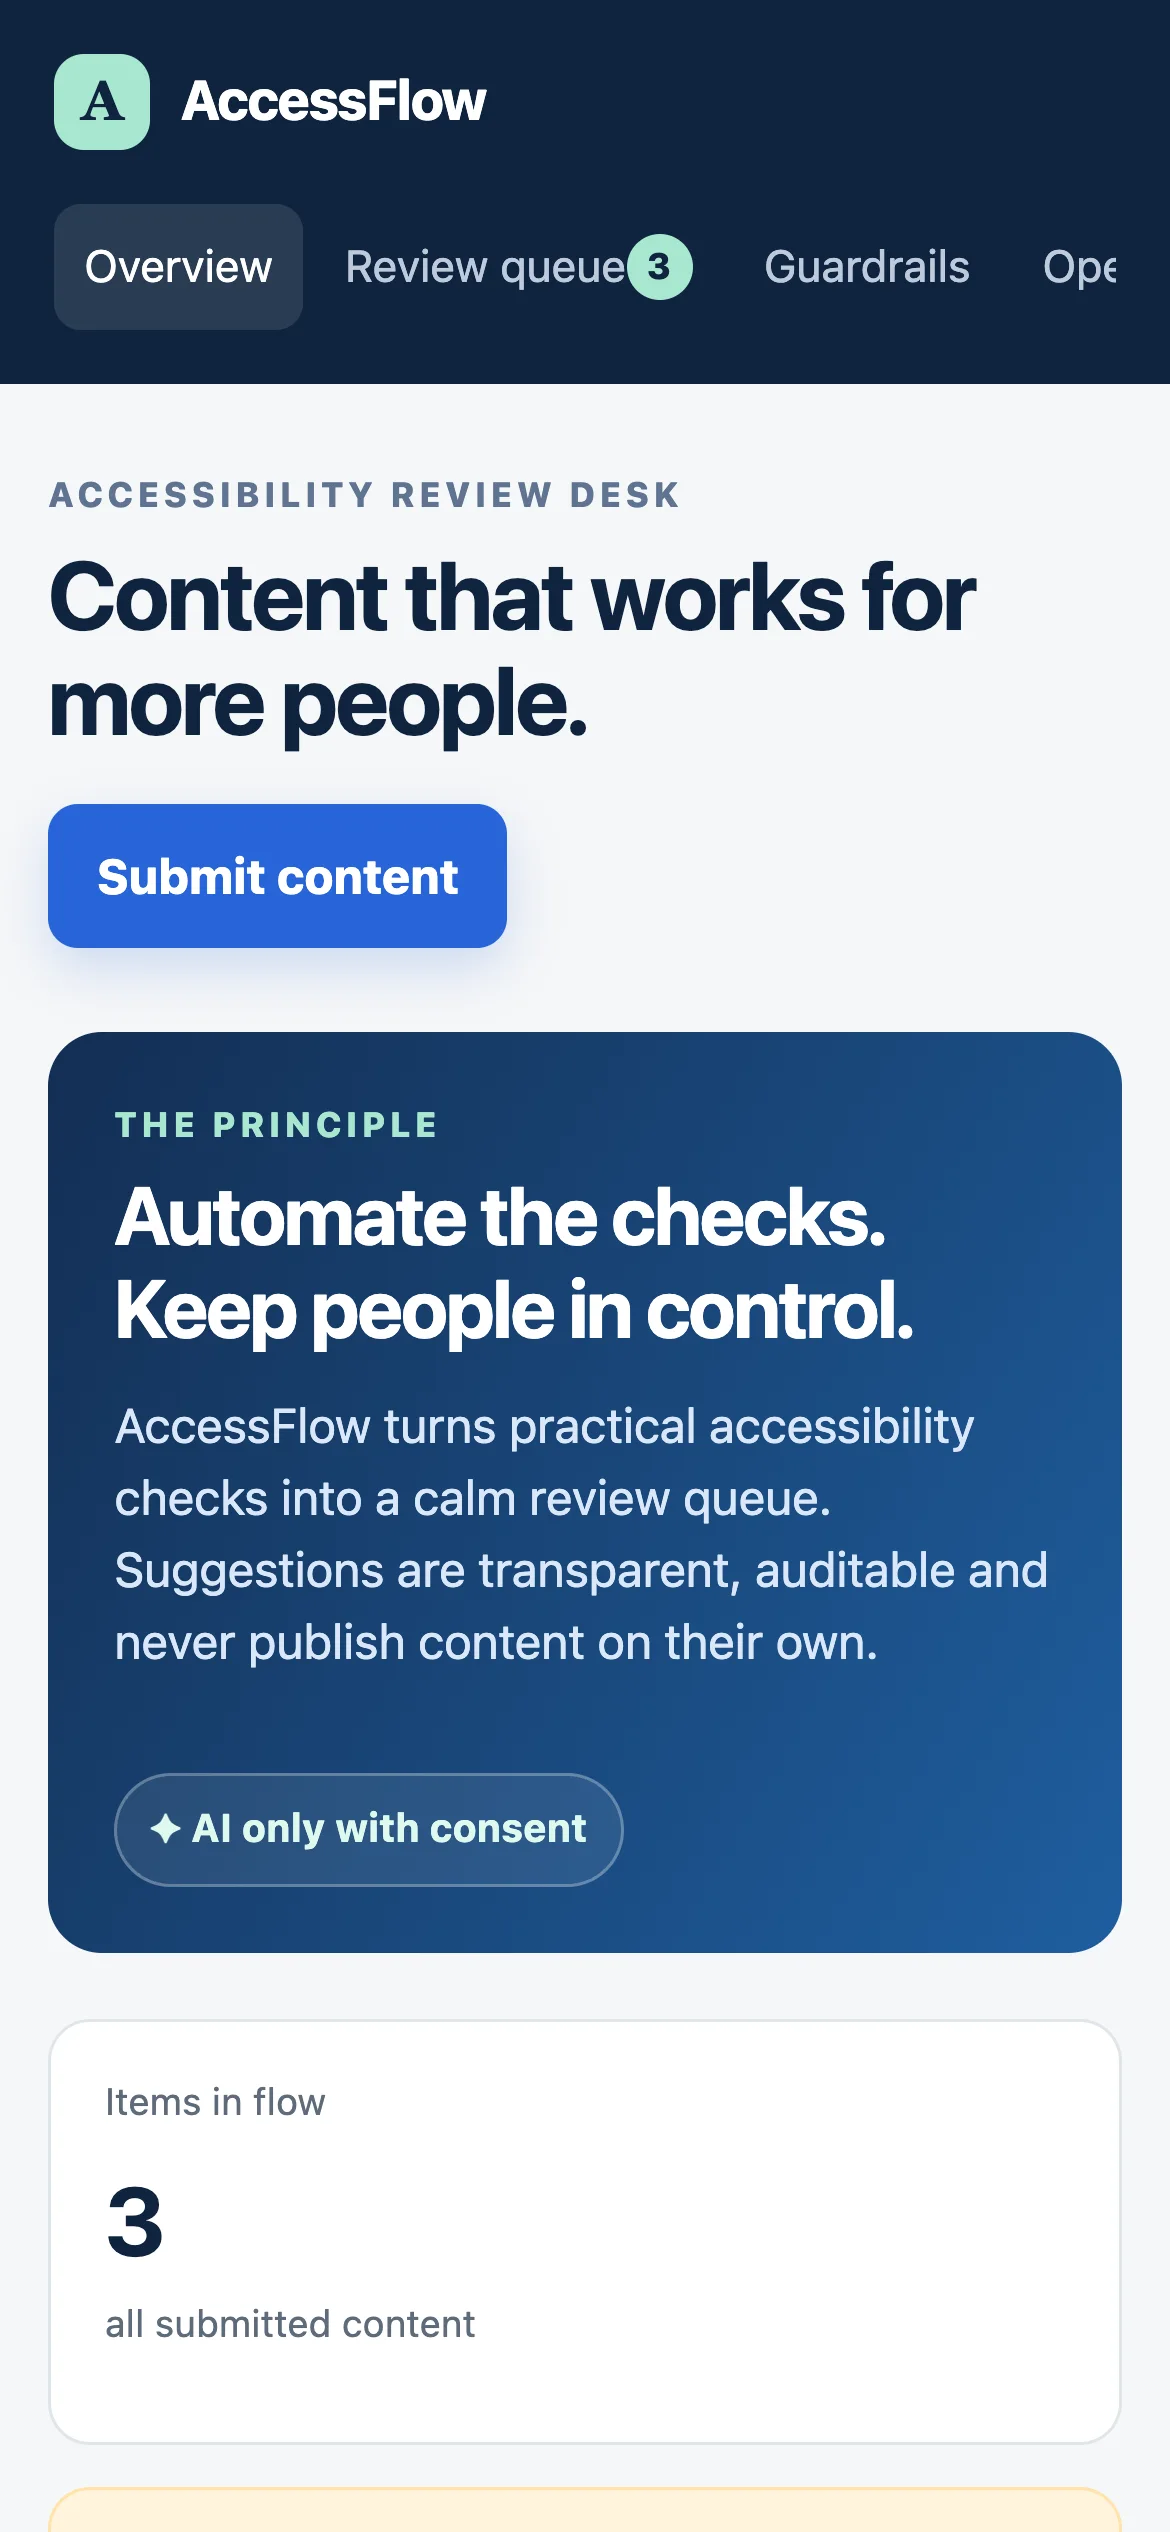 A AccessFlow
Overview Review queue 3 Guardrails Ope
ACCESSIBILITY REVIEW DESK
Content that works for
more people.
Submit content
THE PRINCIPLE
Automate the checks.
Keep people in control.
AccessFlow turns practical accessibility
checks into a calm review queue.
Suggestions are transparent, auditable and
never publish content on their own.
✦ AI only with consent
Items in flow
3
all submitted content